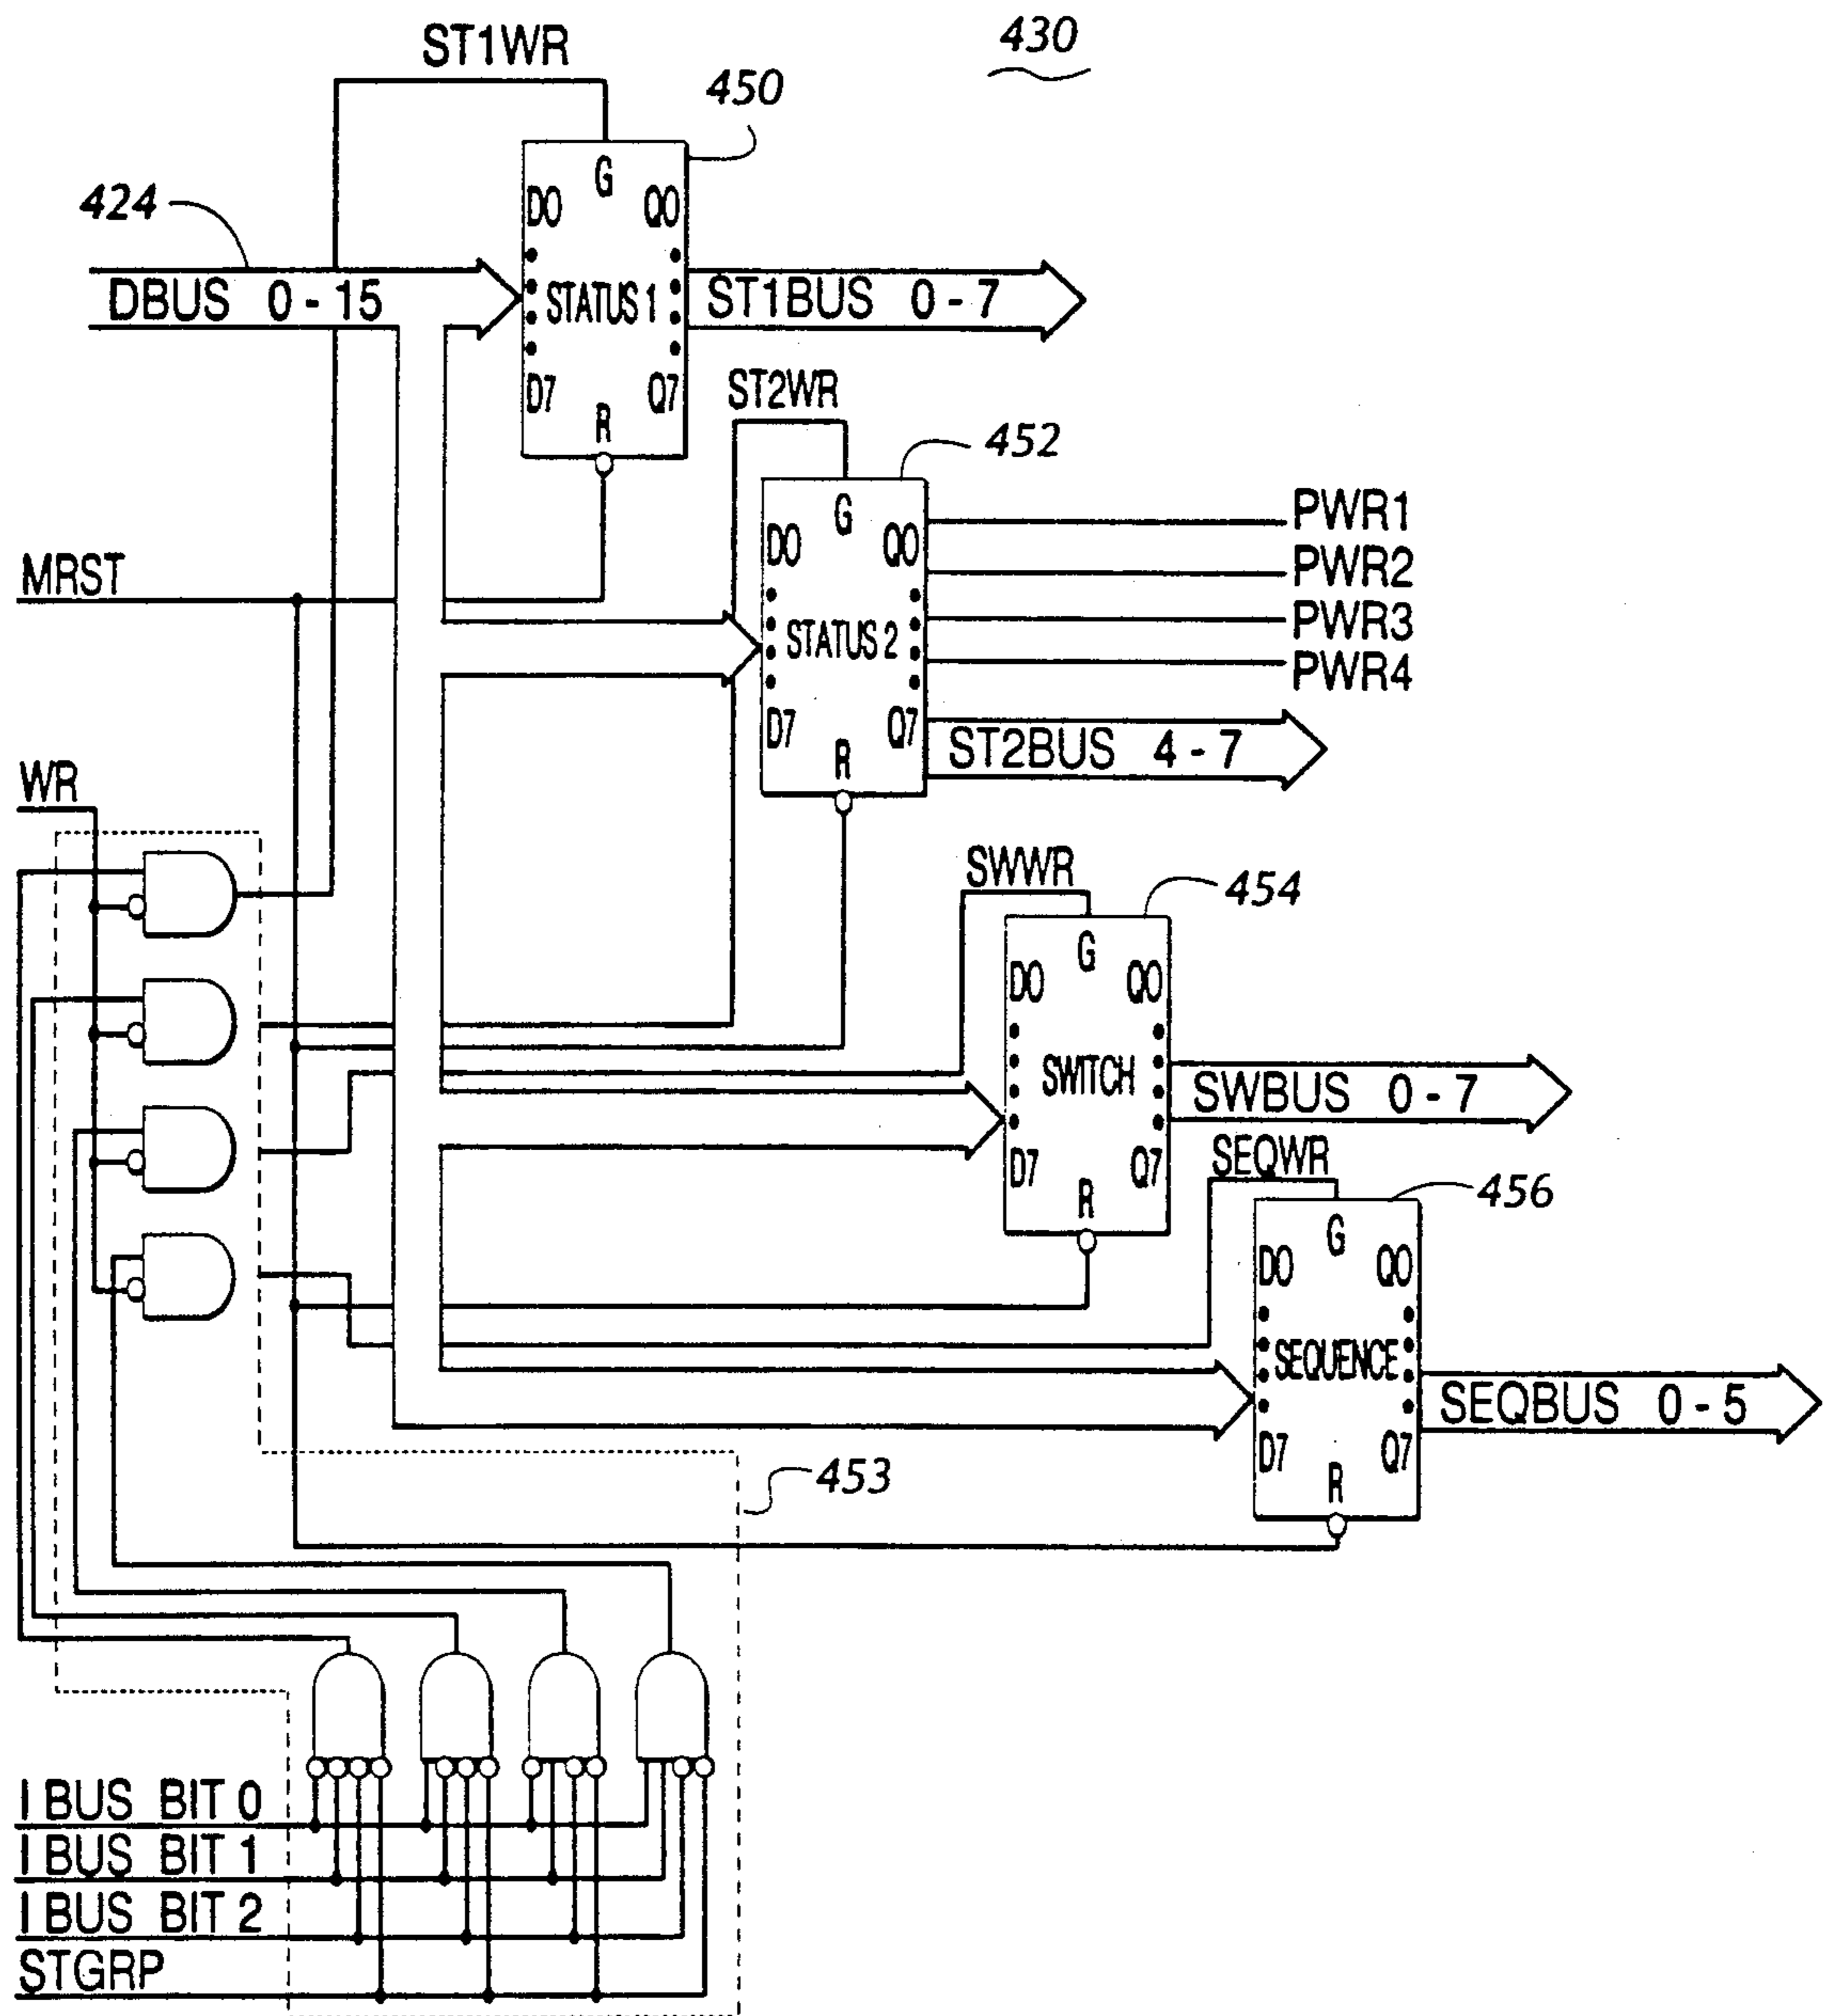 430
ST1WR
450
424
G
D0 Q0
DBUS 0 - 15
STATUS 1
ST1BUS 0 - 7
D7 Q7
R
ST2WR
452
G
D0 Q0
PWR1
PWR2
PWR3
PWR4
STATUS 2
D7 Q7
ST2BUS 4 - 7
R
MRST
WR
SWWR
454
G
D0 Q0
SWITCH
SWBUS 0 - 7
D7 Q7
R
SEQWR
456
G
D0 Q0
SEQUENCE
SEQBUS 0 - 5
D7 Q7
R
453
I BUS BIT 0
I BUS BIT 1
I BUS BIT 2
STGRP